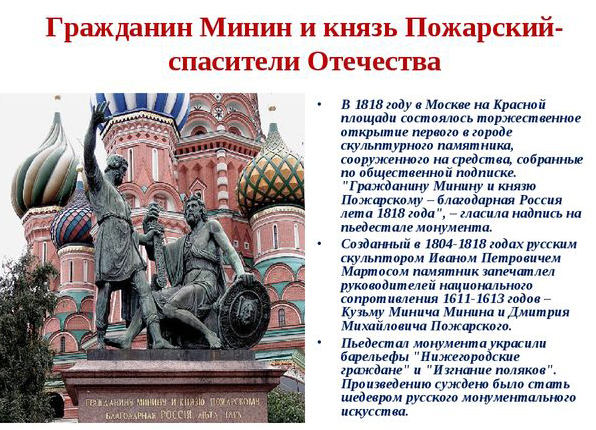 Гражданин Минин и князь Пожарский-
спасители Отечества
• В 1818 году в Москве на Красной
площади состоялось торжественное
открытие первого в городе
скульптурного памятника,
сооруженного на средства, собранные
по общественной подписке.
"Гражданину Минину и князю
Пожарскому – благодарная Россия
лета 1818 года", – гласила надпись на
пьедестале монумента.
• Созданный в 1804-1818 годах русским
скульптором Иваном Петровичем
Мартосом памятник запечатлел
руководителей национального
сопротивления 1611-1613 годов –
Кузьму Минича Минина и Дмитрия
Михайловича Пожарского.
• Пьедестал монумента украсили
барельефы "Нижегородские
граждане" и "Изгнание поляков".
Произведению суждено было стать
шедевром русского монументального
искусства.
ГРАЖДАНИНУ МИНИНУ И КНЯЗЮ ПОЖАРСКОМУ
БЛАГОДАРНАЯ РОССІЯ. ЛѢТА 1818.